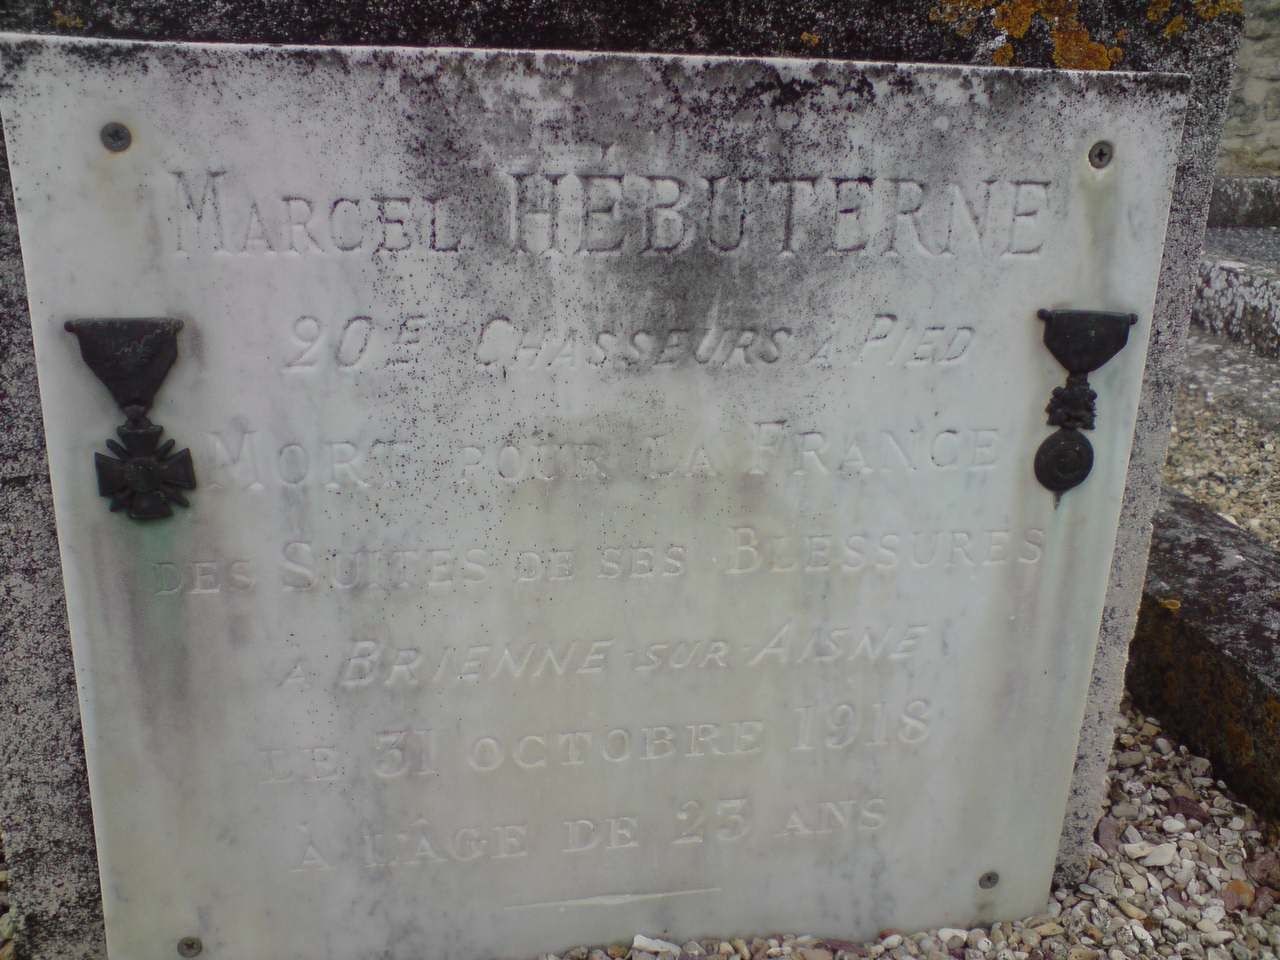 MARCEL HÉBUTERNE
20E CHASSEURS À PIED
MORT POUR LA FRANCE
DES SUITES DE SES BLESSURES
A BRIENNE-SUR-AISNE
LE 31 OCTOBRE 1918
À L'ÂGE DE 23 ANS